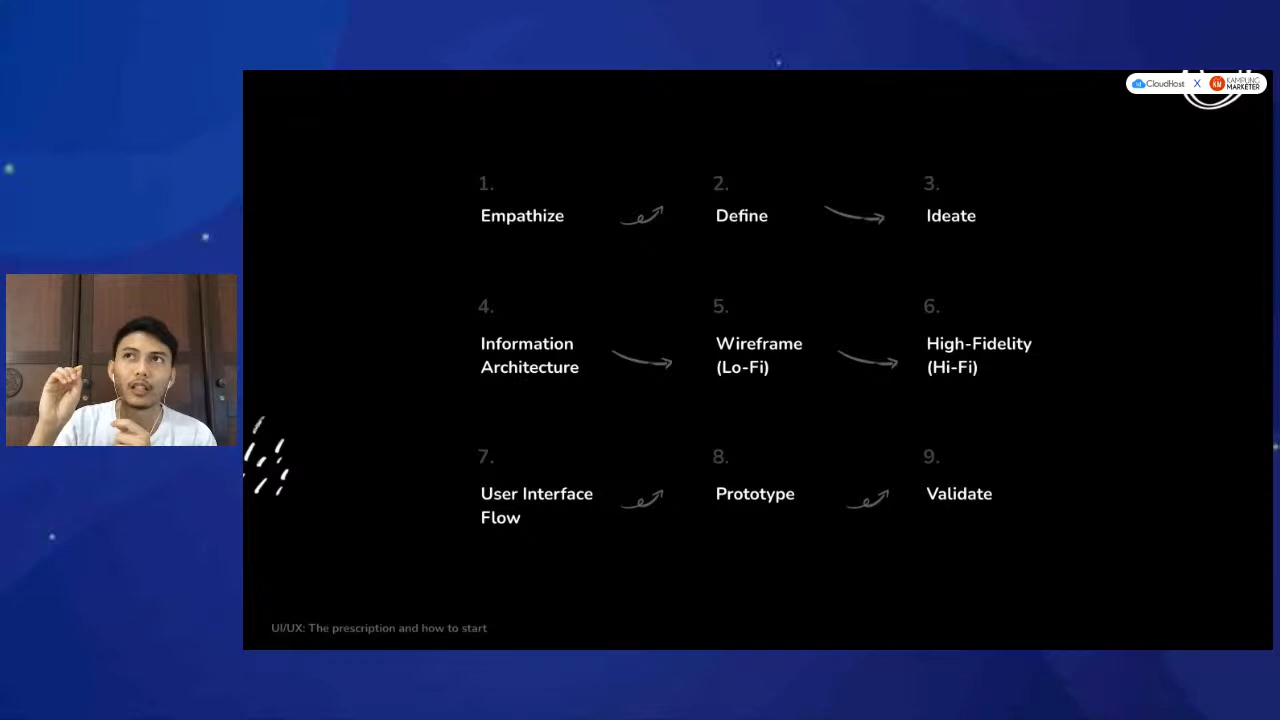 CloudHost X KM KAMPUNG
MARKETER
1. 2. 3.
Empathize Define Ideate
4. 5. 6.
Information Wireframe High-Fidelity
Architecture (Lo-Fi) (Hi-Fi)
7. 8. 9.
User Interface Prototype Validate
Flow
UI/UX: The prescription and how to start